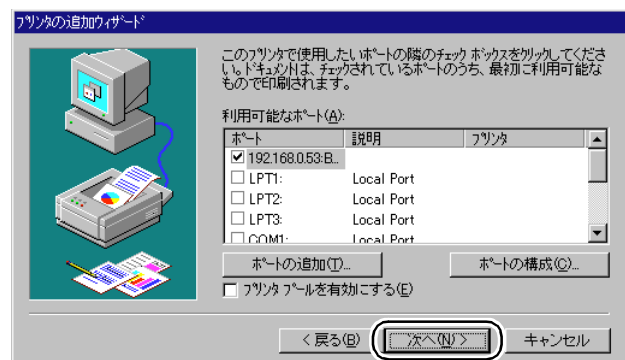 プリンタの追加ウィザード
このプリンタで使用したいポートの隣のチェック ボックスをクリックしてくださ
い。ドキュメントは、チェックされているポートのうち、最初に利用可能な
もので印刷されます。
利用可能なポート(A):
ポート 説明 プリンタ
192.168.0.53:B...
LPT1: Local Port
LPT2: Local Port
LPT3: Local Port
COM1: Local Port
ポートの追加(T)... ポートの構成(C)...
プリンタ プールを有効にする(E)
< 戻る(B) 次へ(N) > キャンセル